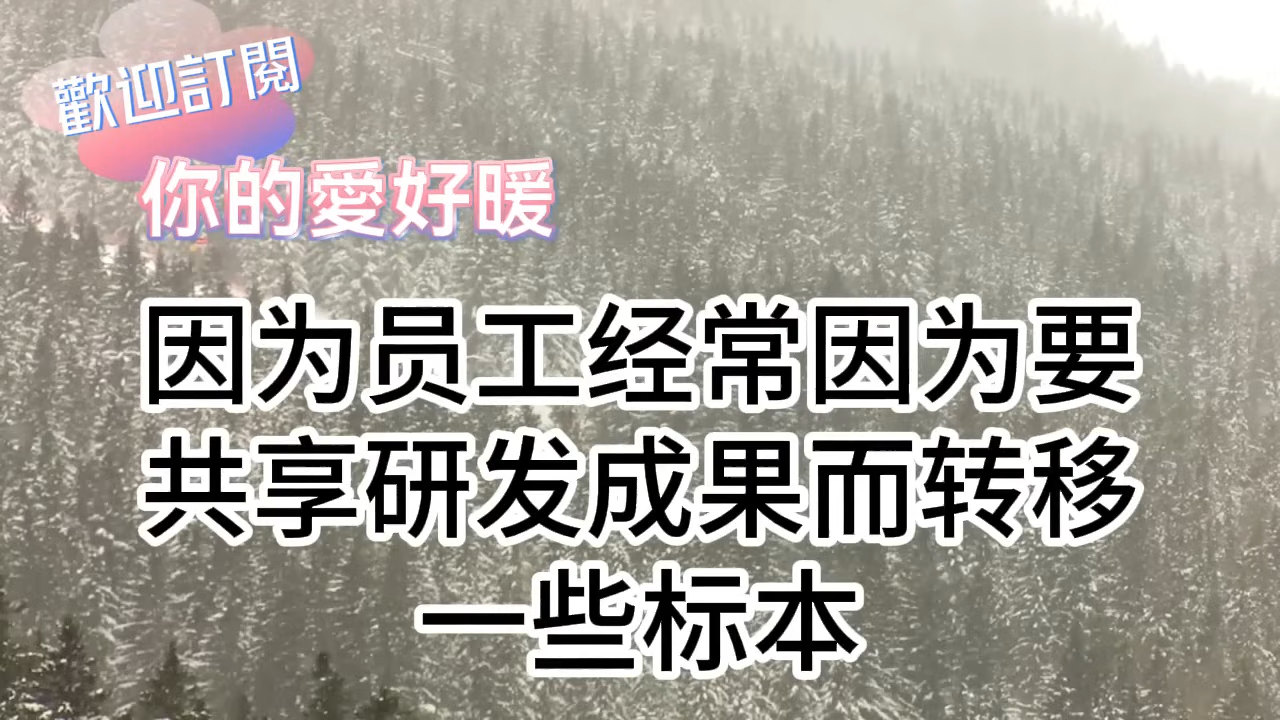 歡迎訂閱
你的愛好暖
因为员工经常因为要
共享研发成果而转移
一些标本